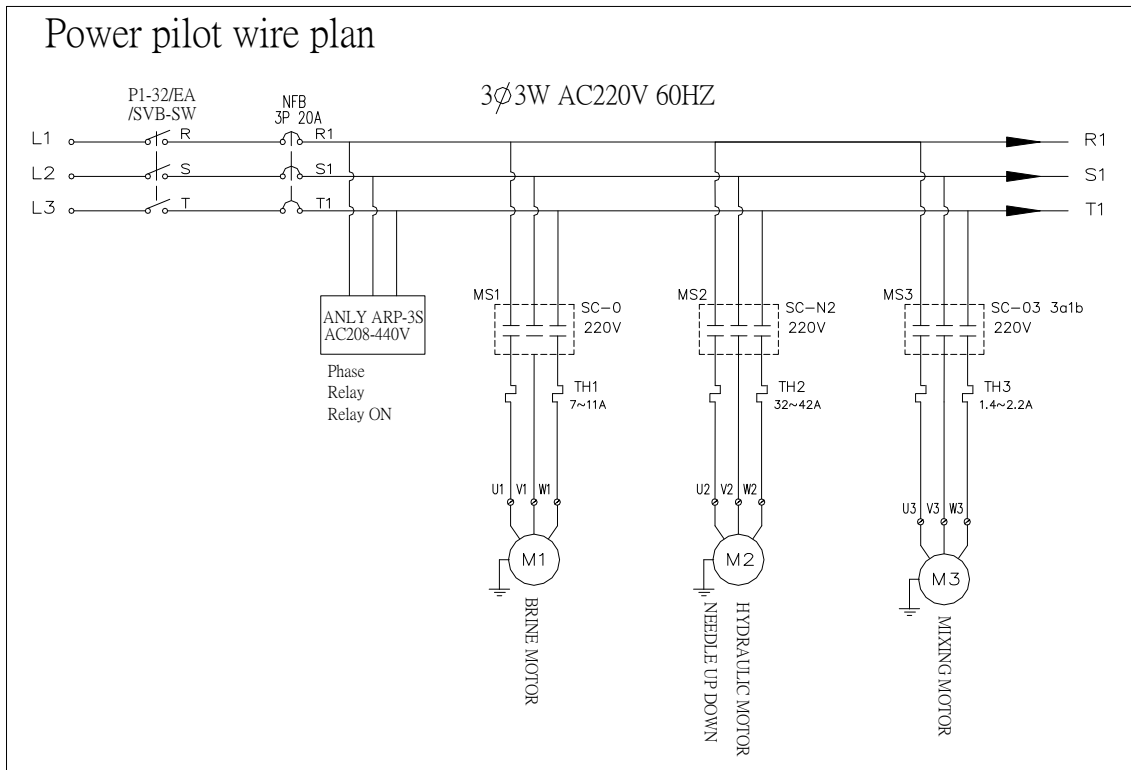 Power pilot wire plan
P1-32/EA
/SVB-SW
NFB
3P 20A
3∅3W AC220V 60HZ
L1
R
R1
R1
L2
S
S1
S1
L3
T
T1
T1
ANLY ARP-3S
AC208-440V
Phase
Relay
Relay ON
MS1
SC-0
220V
TH1
7~11A
U1 V1 W1
M1
BRINE MOTOR
MS2
SC-N2
220V
TH2
32~42A
U2 V2 W2
M2
HYDRAULIC MOTOR
NEEDLE UP DOWN
MS3
SC-03 3a1b
220V
TH3
1.4~2.2A
U3 V3 W3
M3
MIXING MOTOR